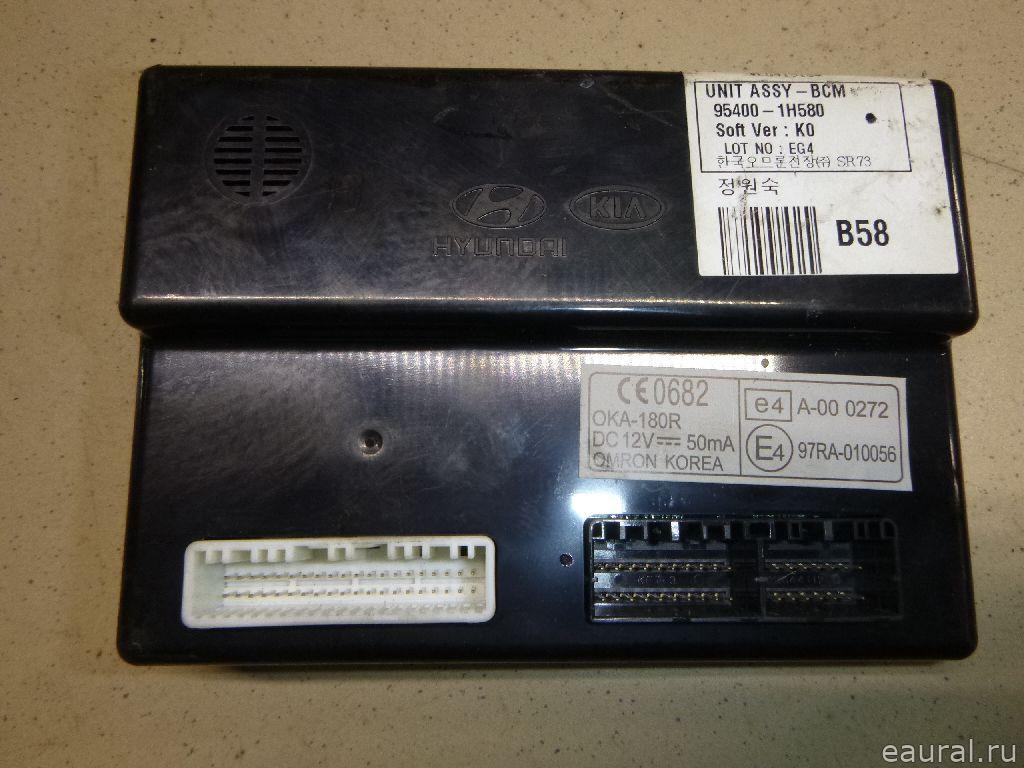 UNIT ASSY-BCM
95400-1H580
Soft Ver : K0
LOT NO : EG4
한국오므론전장(주) SR73
정원숙
B58
HYUNDAI
KIA
CE0682
OKA-180R
DC 12V 50mA
OMRON KOREA
e4 A-00 0272
E4 97RA-010056
eaural.ru